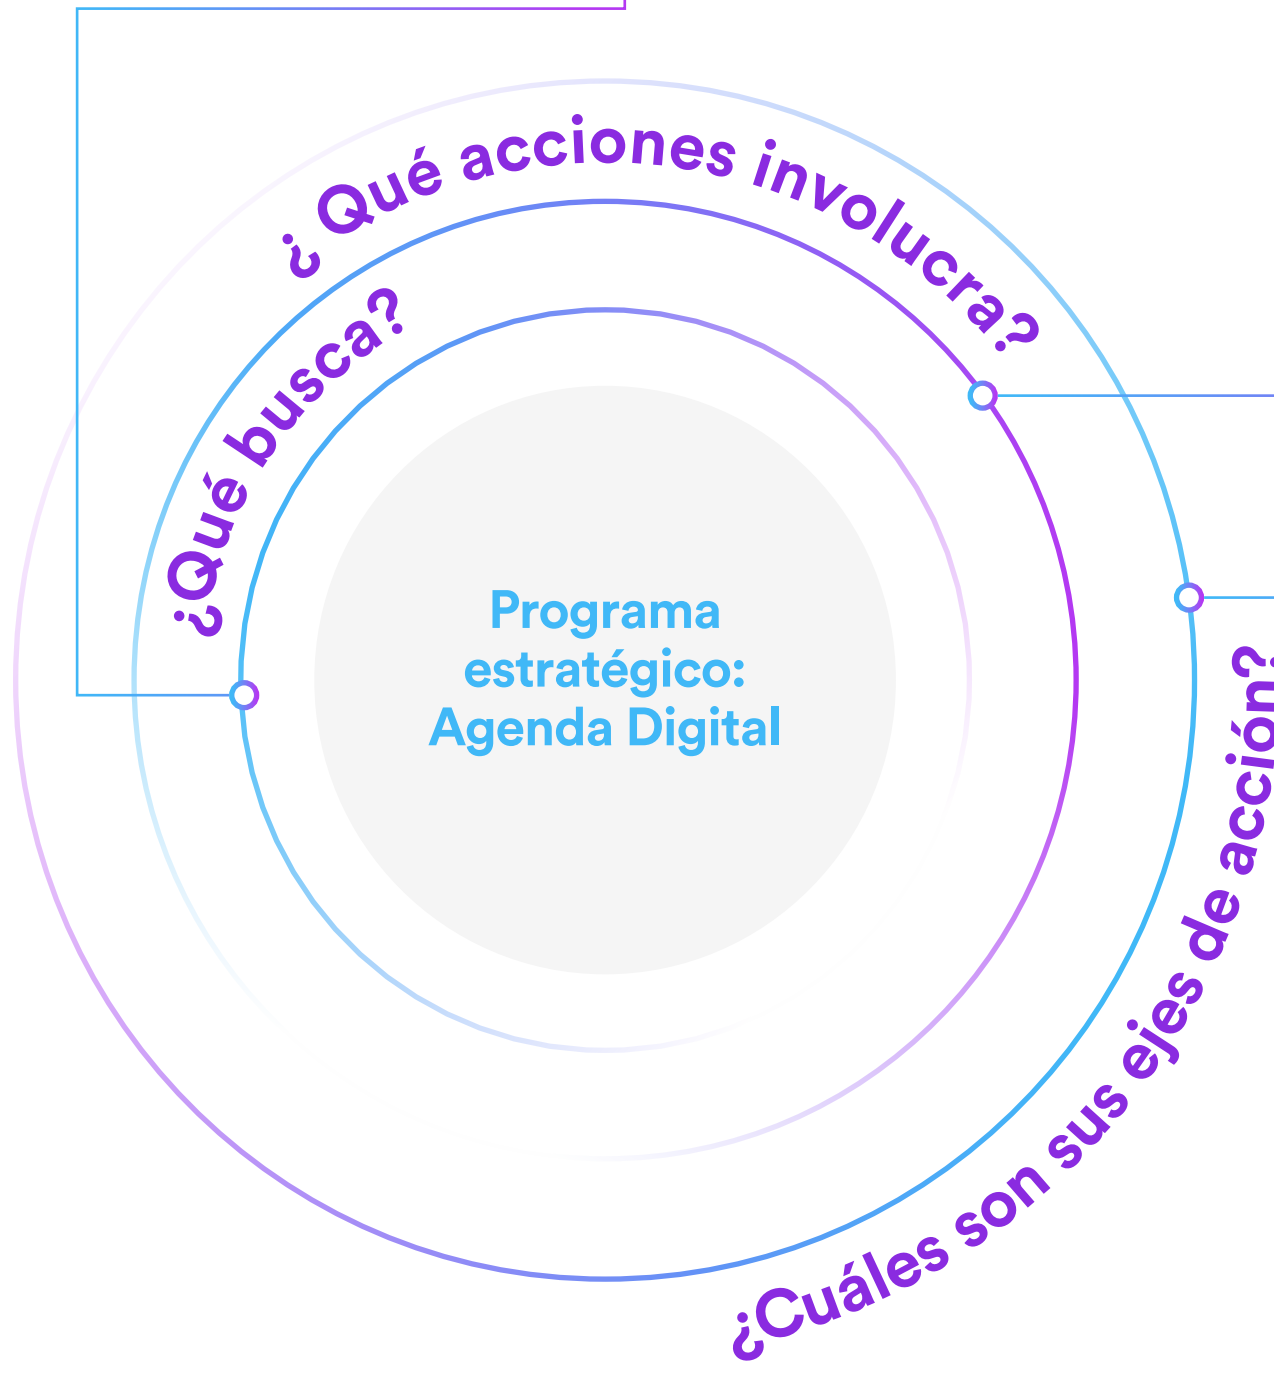 ¿ Qué acciones involucra?
¿Qué busca?
Programa
estratégico:
Agenda Digital
¿Cuáles son sus ejes de acción?